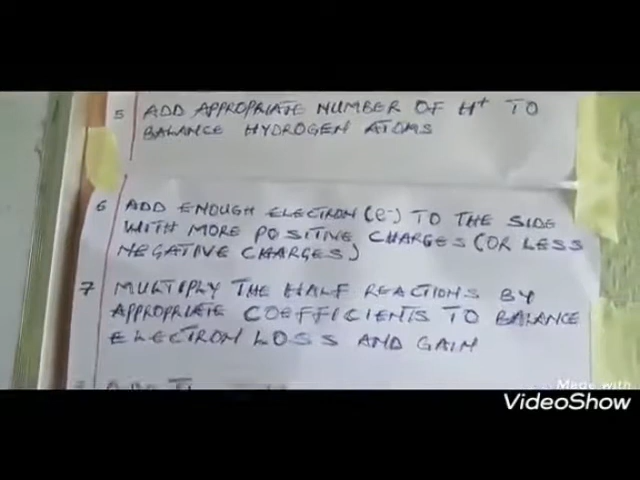 5 ADD APPROPRIATE NUMBER OF H+ TO
BALANCE HYDROGEN ATOMS
6 ADD ENOUGH ELECTRON (e-) TO THE SIDE
WITH MORE POSITIVE CHARGES (OR LESS
NEGATIVE CHARGES)
7 MULTIPLY THE HALF REACTIONS BY
APPROPRIATE COEFFICIENTS TO BALANCE
ELECTRON LOSS AND GAIN
Made with
VideoShow